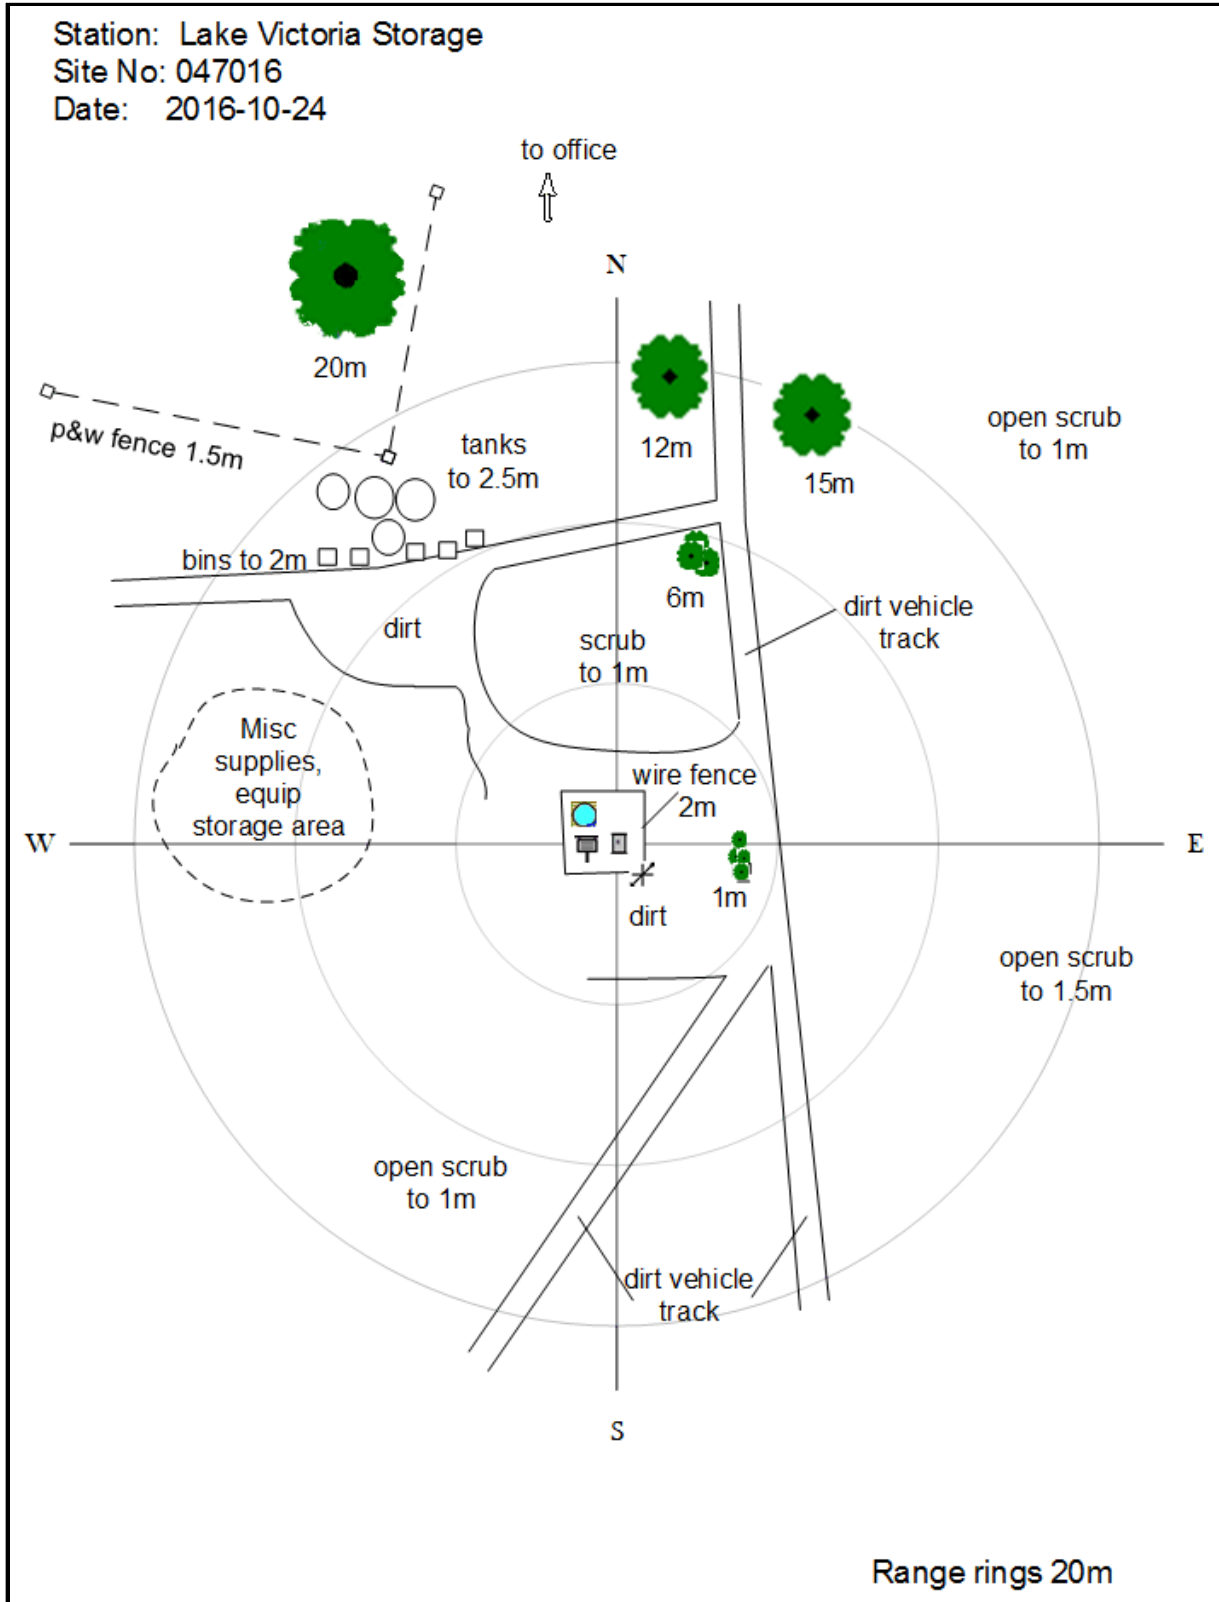 Station: Lake Victoria Storage
Site No: 047016
Date: 2016-10-24
to office
N
20m
p&w fence 1.5m
tanks
to 2.5m
12m
15m
open scrub
to 1m
bins to 2m
6m
dirt
scrub
to 1m
dirt vehicle
track
Misc
supplies,
equip
storage area
wire fence
2m
W
E
1m
dirt
open scrub
to 1.5m
open scrub
to 1m
dirt vehicle
track
S
Range rings 20m